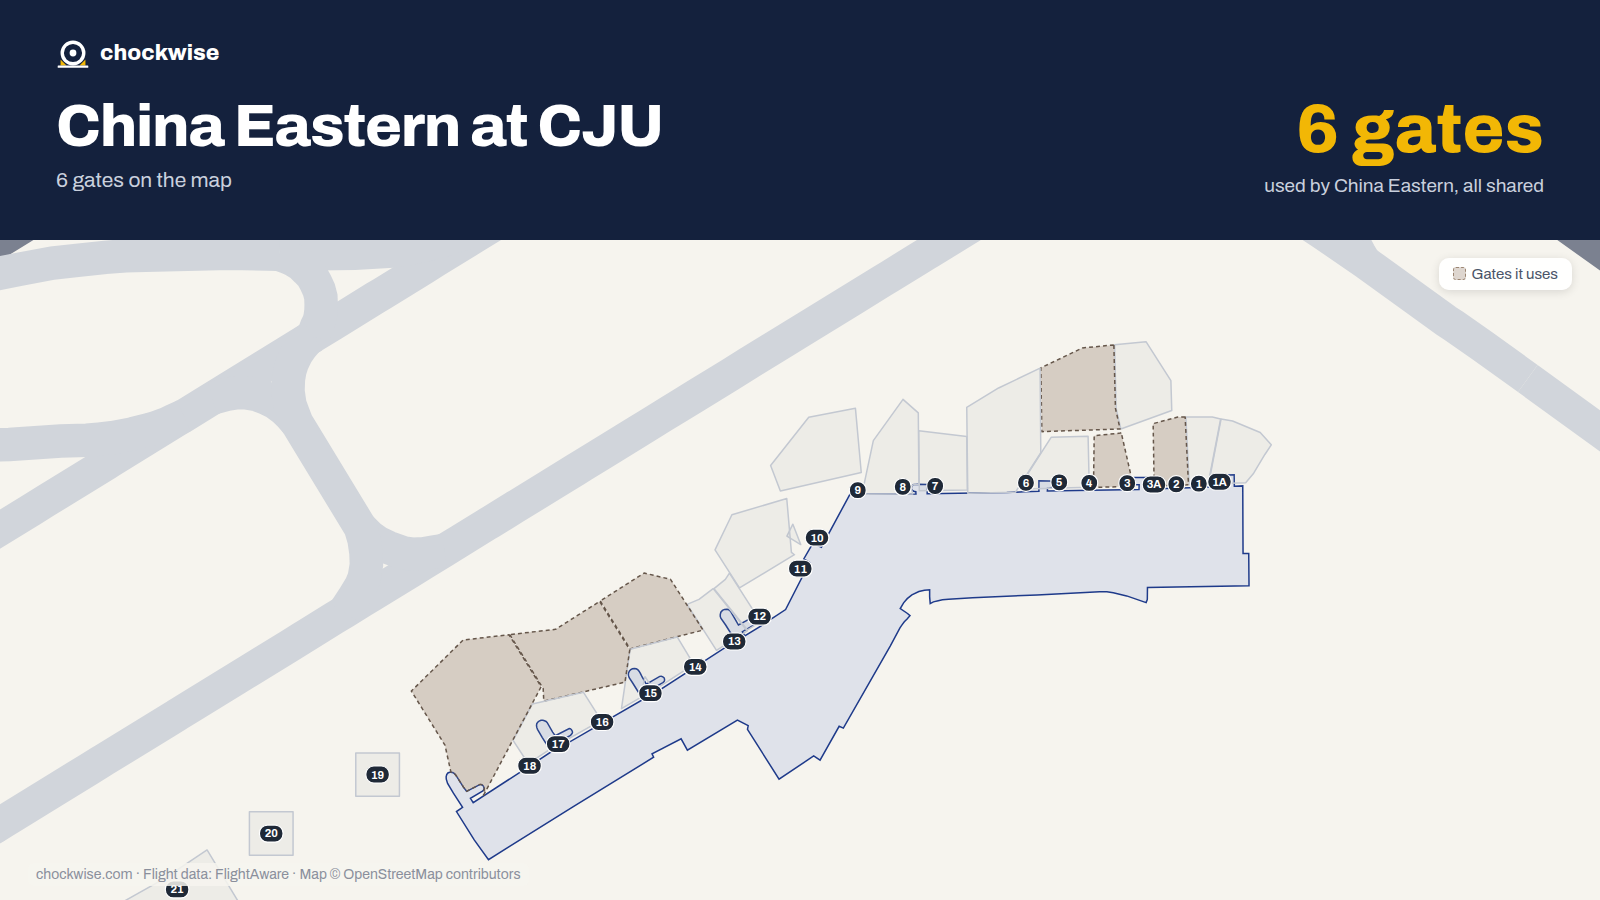 chockwise
China Eastern at CJU
6 gates on the map
6 gates
used by China Eastern, all shared
Gates it uses
9
8
7
6
5
4
3
3A
2
1
1A
10
11
12
13
14
15
16
17
18
19
20
21
chockwise.com · Flight data: FlightAware · Map © OpenStreetMap contributors